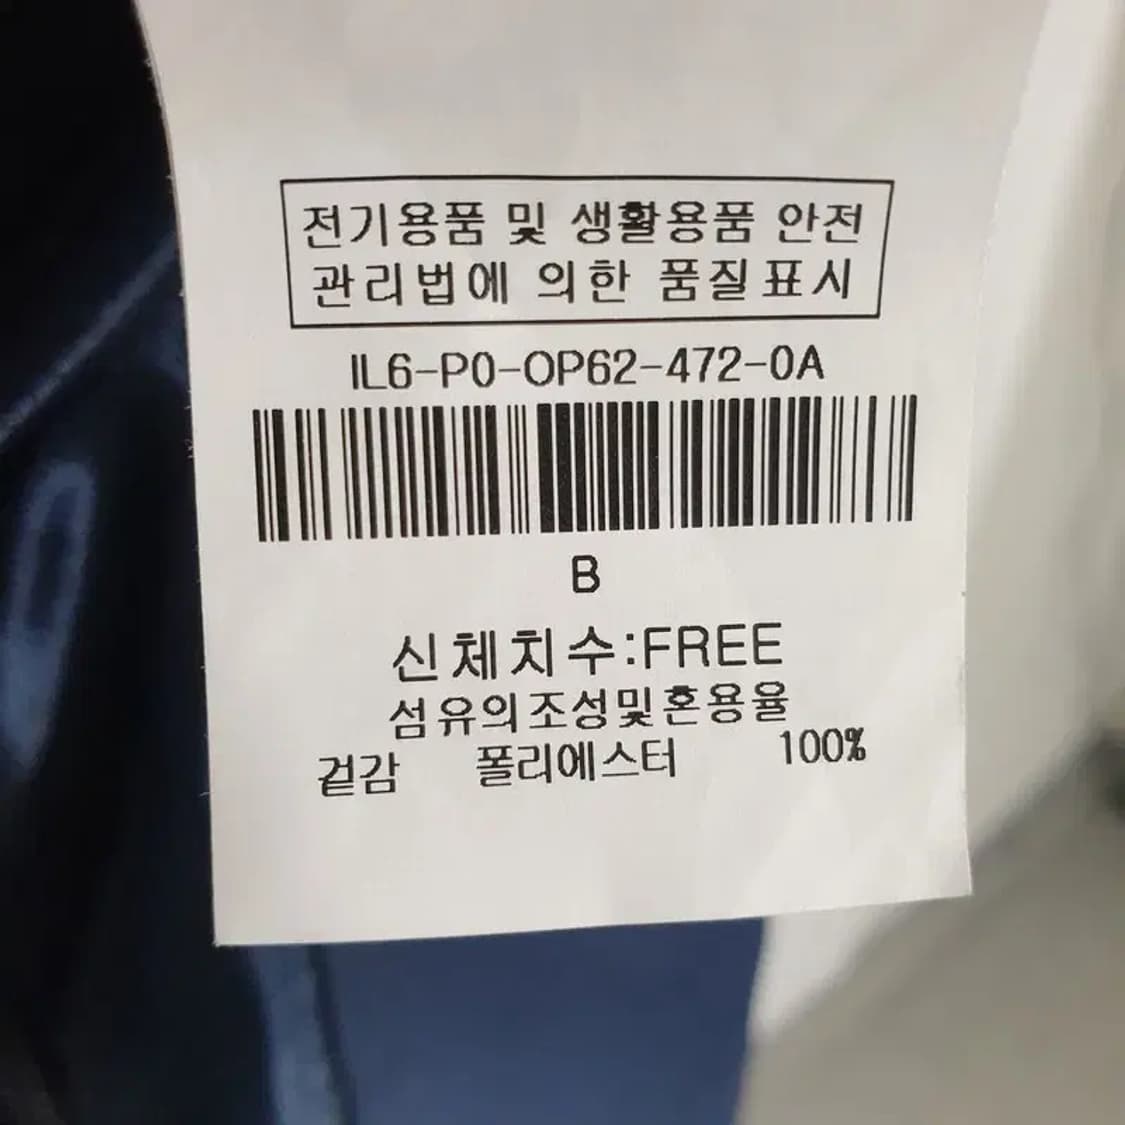 전기용품 및 생활용품 안전
관리법에 의한 품질표시
IL6-P0-OP62-472-0A
B
신체치수:FREE
섬유의조성및혼용율
겉감 폴리에스터 100%